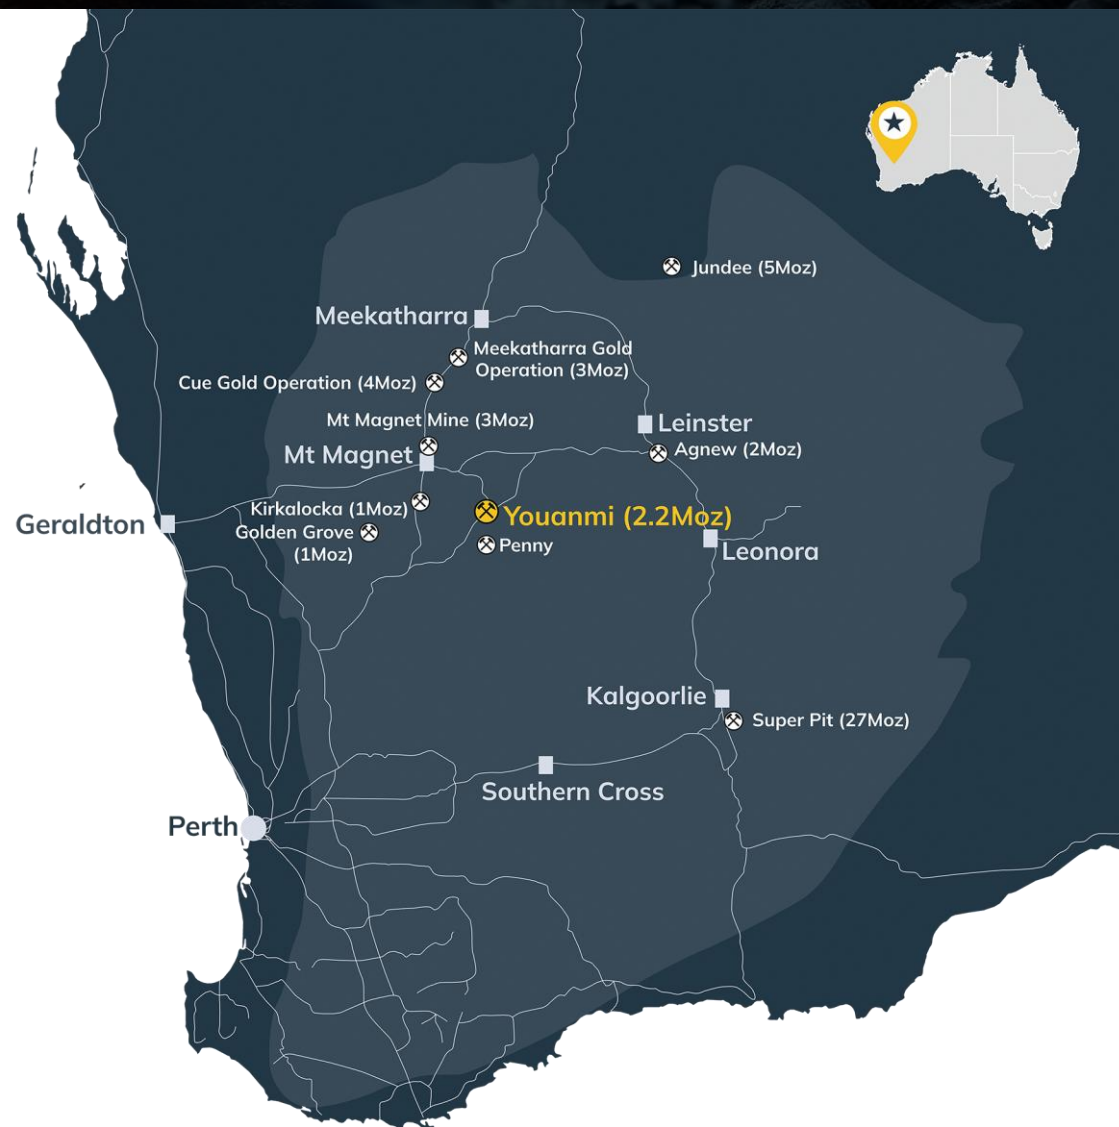 Jundee (5Moz)
Meekatharra
Meekatharra Gold
Operation (3Moz)
Cue Gold Operation (4Moz)
Mt Magnet Mine (3Moz)
Leinster
Mt Magnet
Agnew (2Moz)
Kirkalocka (1Moz)
Youanmi (2.2Moz)
Geraldton
Golden Grove
(1Moz)
Penny
Leonora
Kalgoorlie
Super Pit (27Moz)
Southern Cross
Perth